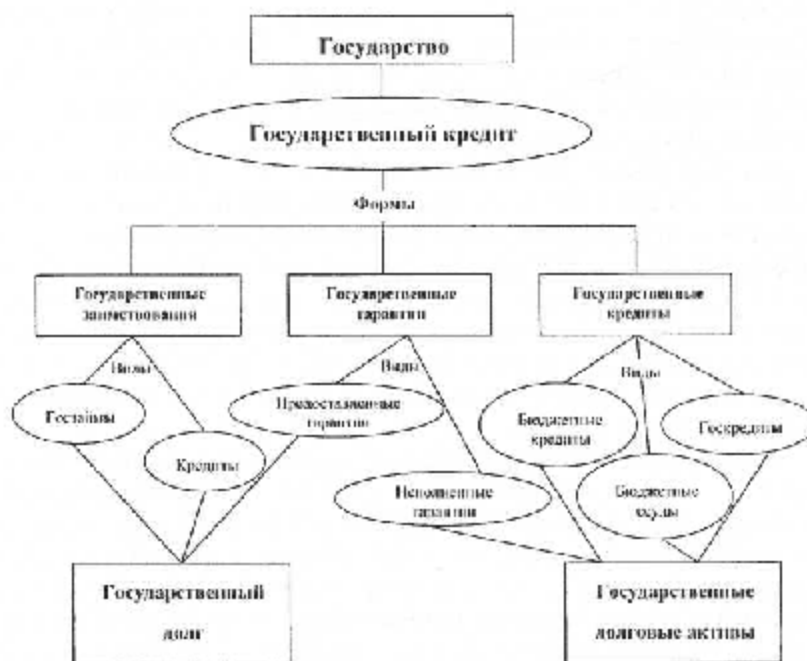 Государство
Государственный кредит
Формы
Государственные
заимствования
Государственные
гарантии
Государственные
кредиты
Виды
Виды
Виды
Госзаймы
Предоставленные
гарантии
Бюджетные
кредиты
Госкредиты
Кредиты
Исполненные
гарантии
Бюджетные
ссуды
Государственный
долг
Государственные
долговые активы